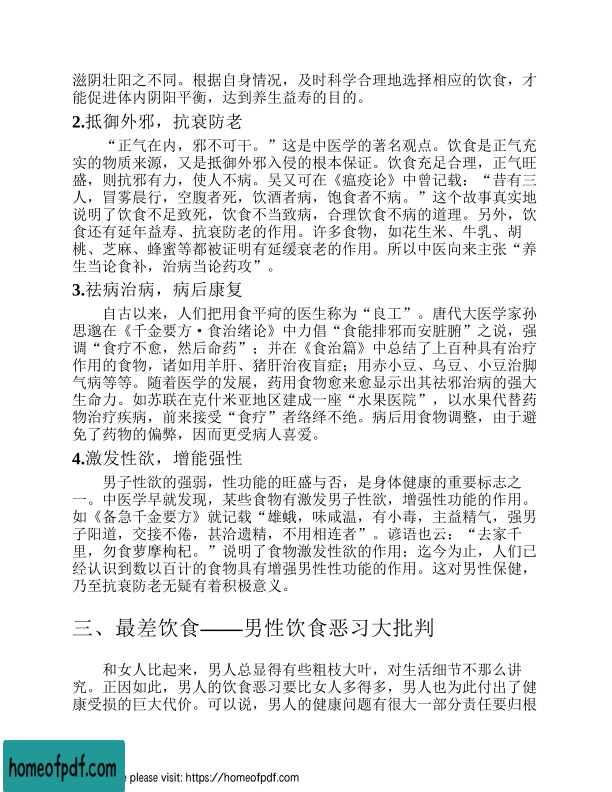 滋阴壮阳之不同。根据自身情况，及时科学合理地选择相应的饮食，才
能促进体内阴阳平衡，达到养生益寿的目的。
2.抵御外邪，抗衰防老
“正气在内，邪不可干。”这是中医学的著名观点。饮食是正气充
实的物质来源，又是抵御外邪入侵的根本保证。饮食充足合理，正气旺
盛，则抗邪有力，使人不病。吴又可在《瘟疫论》中曾记载：“昔有三
人，冒雾晨行，空腹者死，饮酒者病，饱食者不病。”这个故事真实地
说明了饮食不足致死，饮食不当致病，合理饮食不病的道理。另外，饮
食还有延年益寿、抗衰防老的作用。许多食物，如花生米、牛乳、胡
桃、芝麻、蜂蜜等都被证明有延缓衰老的作用。所以中医向来主张“养
生当论食补，治病当论药攻”。
3.祛病治病，病后康复
自古以来，人们把用食平疴的医生称为“良工”。唐代大医学家孙
思邈在《千金要方·食治绪论》中力倡“食能排邪而安脏腑”之说，强
调“食疗不愈，然后命药”；并在《食治篇》中总结了上百种具有治疗
作用的食物，诸如用羊肝、猪肝治夜盲症；用赤小豆、乌豆、小豆治脚
气病等等。随着医学的发展，药用食物愈来愈显示出其祛邪治病的强大
生命力。如苏联在克什米亚地区建成一座“水果医院”，以水果代替药
物治疗疾病，前来接受“食疗”者络绎不绝。病后用食物调整，由于避
免了药物的偏弊，因而更受病人喜爱。
4.激发性欲，增能强性
男子性欲的强弱，性功能的旺盛与否，是身体健康的重要标志之
一。中医学早就发现，某些食物有激发男子性欲，增强性功能的作用。
如《备急千金要方》就记载“雄蛾，味咸温，有小毒，主益精气，强男
子阳道，交接不倦，甚治遗精，不用相连者”。谚语也云：“去家千
里，勿食萝摩枸杞。”说明了食物激发性欲的作用；迄今为止，人们已
经认识到数以百计的食物具有增强男性性功能的作用。这对男性保健，
乃至抗衰防老无疑有着积极意义。
三、最差饮食——男性饮食恶习大批判
和女人比起来，男人总显得有些粗枝大叶，对生活细节不那么讲
究。正因如此，男人的饮食恶习要比女人多得多，男人也为此付出了健
康受损的巨大代价。可以说，男人的健康问题有很大一部分责任要归根
homeofpdf.com
e please visit: https://homeofpdf.com